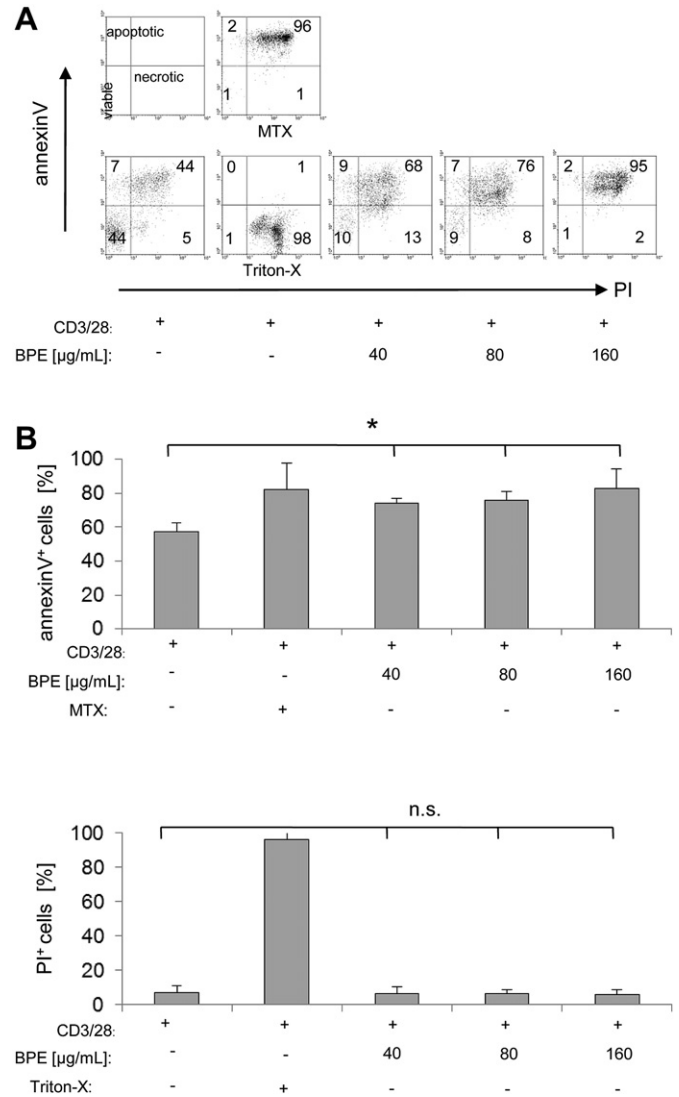 A
apoptotic
necrotic
viable
2 96
1 1
MTX
annexinV
7 44
44 5
0 1
1 98
Triton-X
9 68
10 13
7 76
9 8
2 95
1 2
PI
CD3/28: + + + + +
BPE [µg/mL]: - - 40 80 160
B
*
annexinV+ cells [%]
100
80
60
40
20
0
CD3/28: + + + + +
BPE [µg/mL]: - - 40 80 160
MTX: - + - - -
n.s.
PI+ cells [%]
100
80
60
40
20
0
CD3/28: + + + + +
BPE [µg/mL]: - - 40 80 160
Triton-X: - + - - -